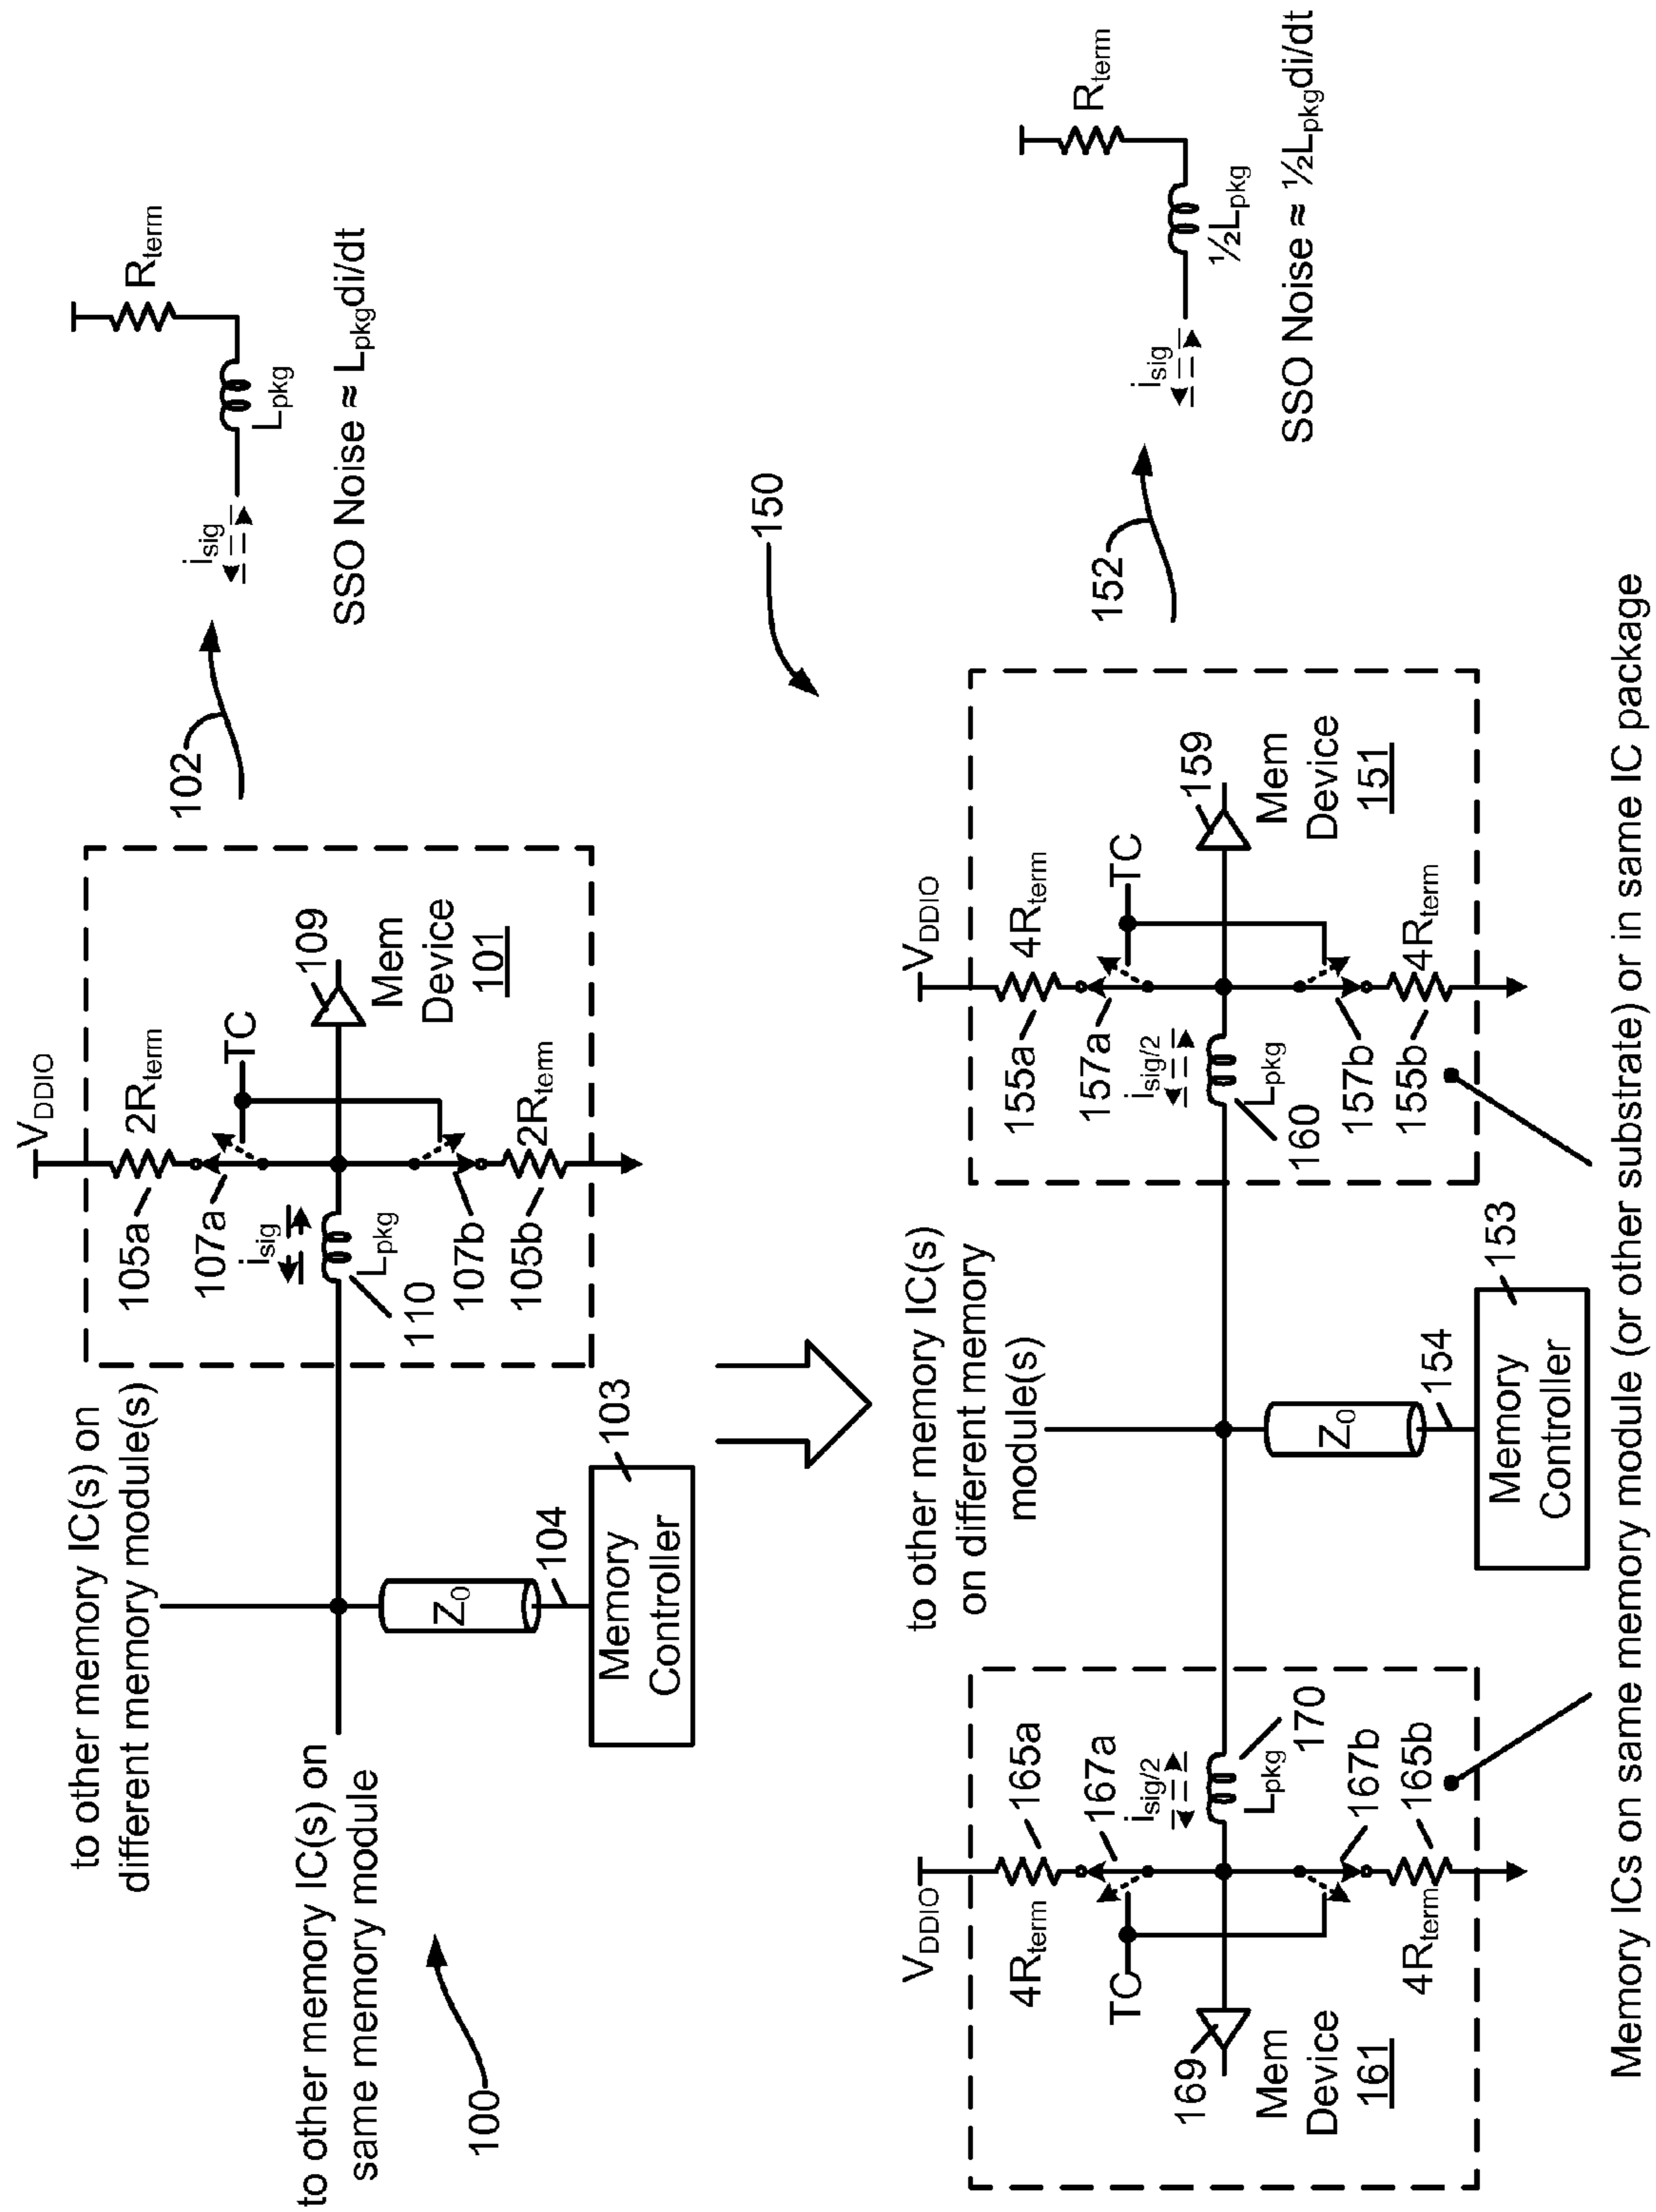 to other memory IC(s) on
different memory modules(s)
to other memory IC(s) on
same memory module
100
Z0
104
Memory
Controller
103
VDDIO
2Rterm
105a
107a
TC
isig
Lpkg
110
107b
105b
2Rterm
109
Mem
Device
101
102
isig
Lpkg
Rterm
SSO Noise ≈ Lpkgdi/dt
150
to other memory IC(s)
on different memory
module(s)
VDDIO
4Rterm
165a
167a
TC
isig/2
Lpkg
170
167b
165b
4Rterm
169
Mem
Device
161
Z0
154
Memory
Controller
153
VDDIO
4Rterm
155a
157a
TC
isig/2
Lpkg
160
157b
155b
4Rterm
159
Mem
Device
151
152
isig
½Lpkg
Rterm
SSO Noise ≈ ½Lpkgdi/dt
Memory ICs on same memory module (or other substrate) or in same IC package